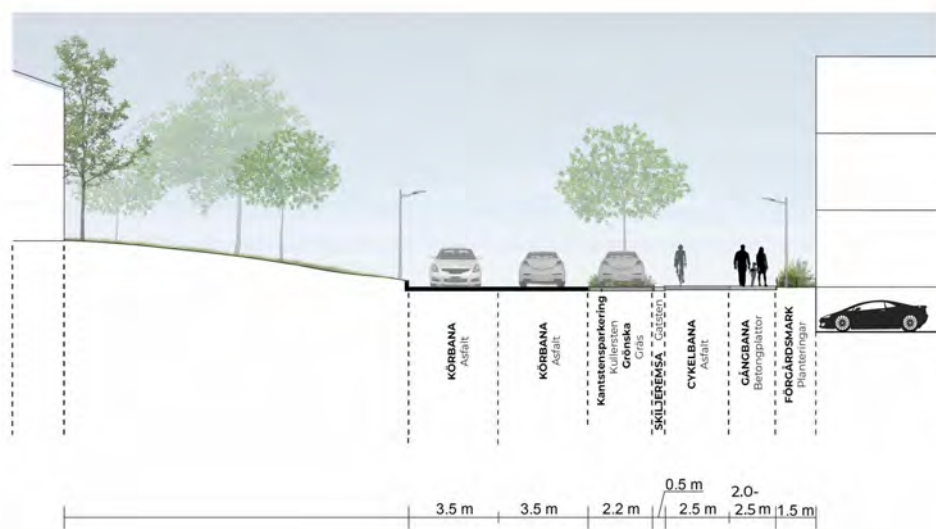 KÖRBANA
Asfalt
KÖRBANA
Asfalt
Kantstensparkering
Kullersten
Grönska
Gräs
SKILJEREMSA Gatsten
CYKELBANA
Asfalt
GÅNGBANA
Betongplattor
FÖRGÅRDSMARK
Planteringar
3.5 m
3.5 m
2.2 m
0.5 m
2.5 m
2.0-
2.5 m
1.5 m